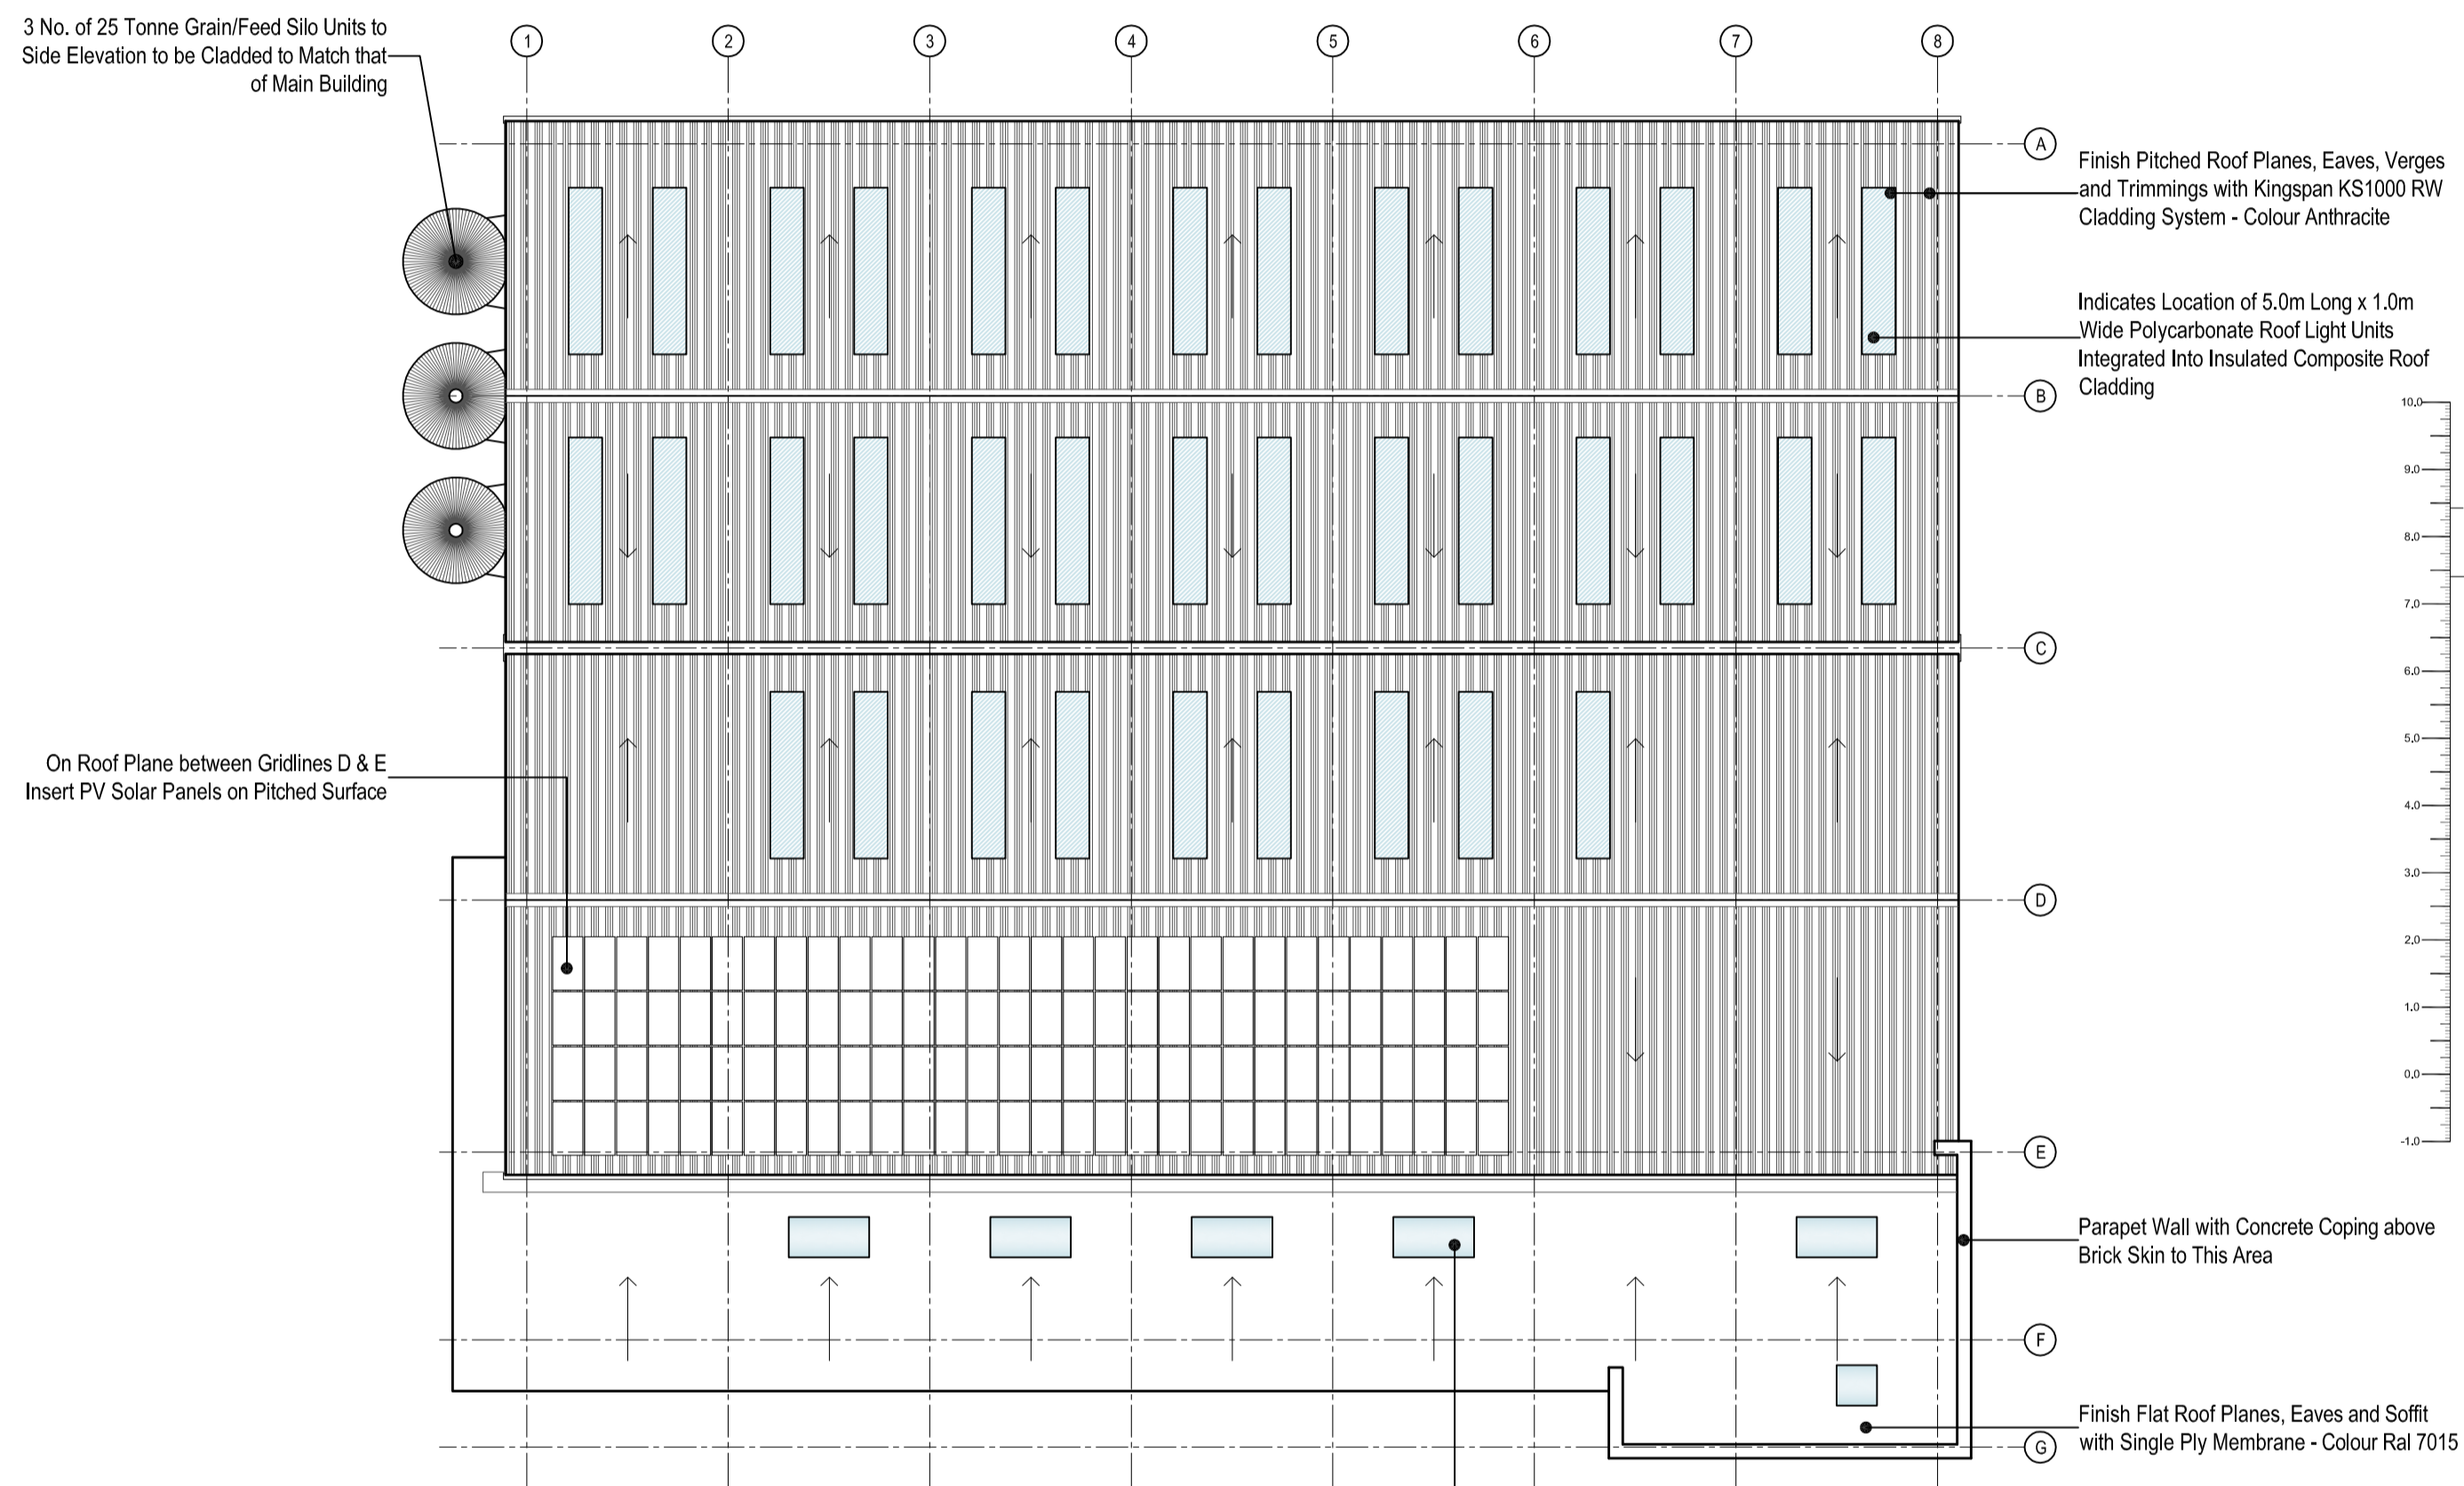 3 No. of 25 Tonne Grain/Feed Silo Units to
Side Elevation to be Cladded to Match that
of Main Building
1
2
3
4
5
6
7
8
A
Finish Pitched Roof Planes, Eaves, Verges
and Trimmings with Kingspan KS1000 RW
Cladding System - Colour Anthracite
Indicates Location of 5.0m Long x 1.0m
Wide Polycarbonate Roof Light Units
Integrated Into Insulated Composite Roof
Cladding
B
10.0
9.0
8.0
7.0
6.0
5.0
4.0
3.0
2.0
1.0
0.0
-1.0
C
On Roof Plane between Gridlines D & E
Insert PV Solar Panels on Pitched Surface
D
E
Parapet Wall with Concrete Coping above
Brick Skin to This Area
F
Finish Flat Roof Planes, Eaves and Soffit
with Single Ply Membrane - Colour Ral 7015
G